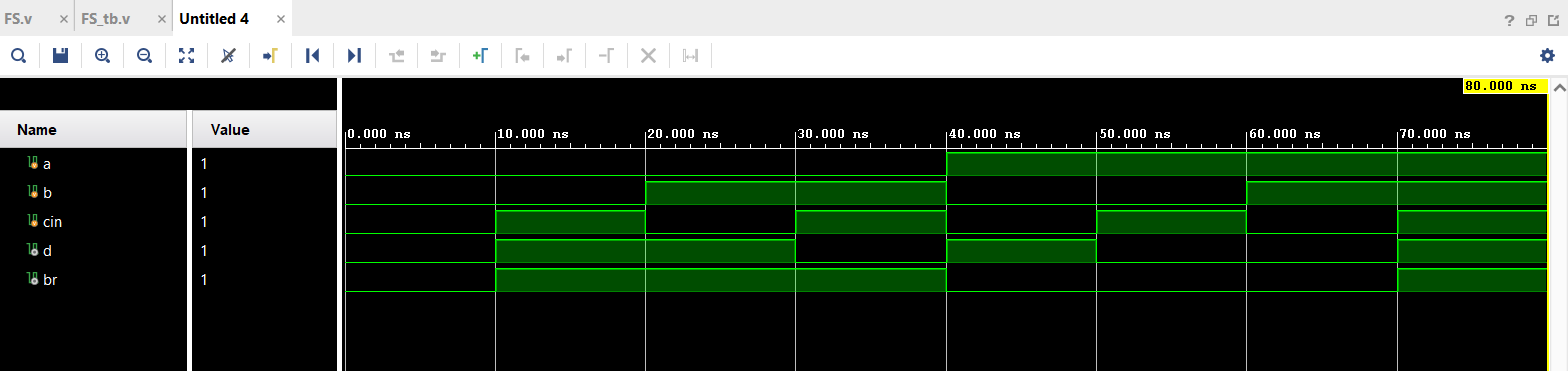 FS.v × FS_tb.v × Untitled 4 ×
?
80.000 ns
Name Value
0.000 ns 10.000 ns 20.000 ns 30.000 ns 40.000 ns 50.000 ns 60.000 ns 70.000 ns
a 1
b 1
cin 1
d 1
br 1